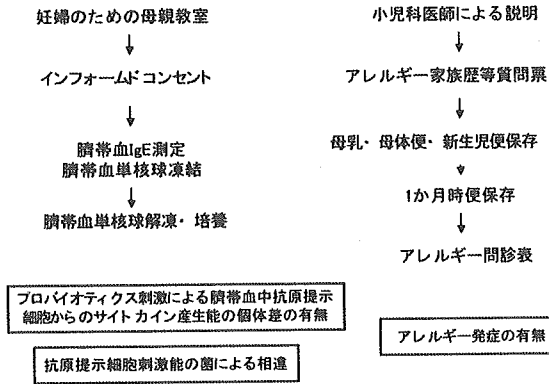 妊婦のための母親教室
インフォームドコンセント
臍帯血IgE測定
臍帯血単核球凍結
臍帯血単核球解凍・培養
プロバイオティクス刺激による臍帯血中抗原提示
細胞からのサイトカイン産生能の個体差の有無
抗原提示細胞刺激能の菌による相違
小児科医師による説明
アレルギー家族歴等質問票
母乳・母体便・新生児便保存
1か月時便保存
アレルギー問診表
アレルギー発症の有無